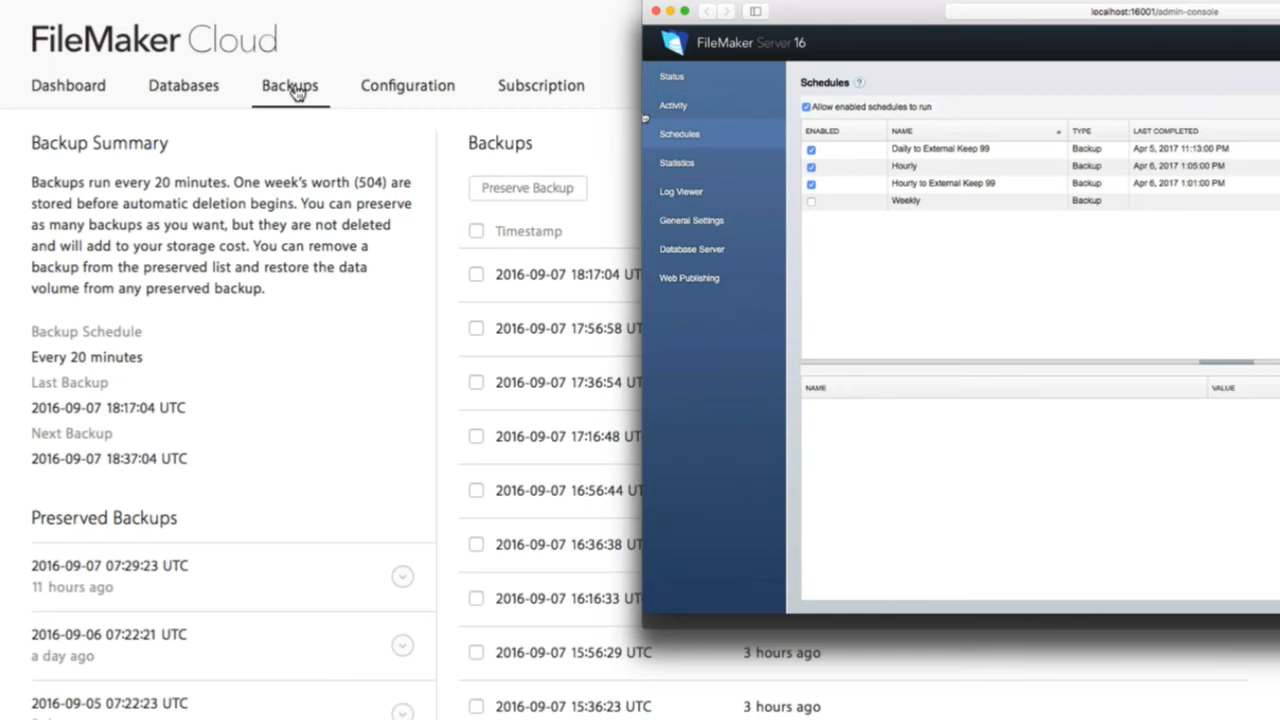 FileMaker Cloud
Dashboard Databases Backups Configuration Subscription
Backup Summary
Backups run every 20 minutes. One week's worth (504) are
stored before automatic deletion begins. You can preserve
as many backups as you want, but they are not deleted
and will add to your storage cost. You can remove a
backup from the preserved list and restore the data
volume from any preserved backup.
Backup Schedule
Every 20 minutes
Last Backup
2016-09-07 18:17:04 UTC
Next Backup
2016-09-07 18:37:04 UTC
Preserved Backups
2016-09-07 07:29:23 UTC
11 hours ago
2016-09-06 07:22:21 UTC
a day ago
2016-09-05 07:22:23 UTC
Backups
Preserve Backup
Timestamp
2016-09-07 18:17:04 UT
2016-09-07 17:56:58 UT
2016-09-07 17:36:54 UT
2016-09-07 17:16:48 UT
2016-09-07 16:56:44 UT
2016-09-07 16:36:38 UT
2016-09-07 16:16:33 UT
2016-09-07 15:56:29 UTC 3 hours ago
2016-09-07 15:36:23 UTC 3 hours ago
localhost:16001/admin-console
FileMaker Server 16
Status
Activity
Schedules
Statistics
Log Viewer
General Settings
Database Server
Web Publishing
Schedules ?
Allow enabled schedules to run
ENABLED NAME TYPE LAST COMPLETED
Daily to External Keep 99 Backup Apr 5, 2017 11:13:00 PM
Hourly Backup Apr 6, 2017 1:05:00 PM
Hourly to External Keep 99 Backup Apr 6, 2017 1:01:00 PM
Weekly Backup
NAME VALUE